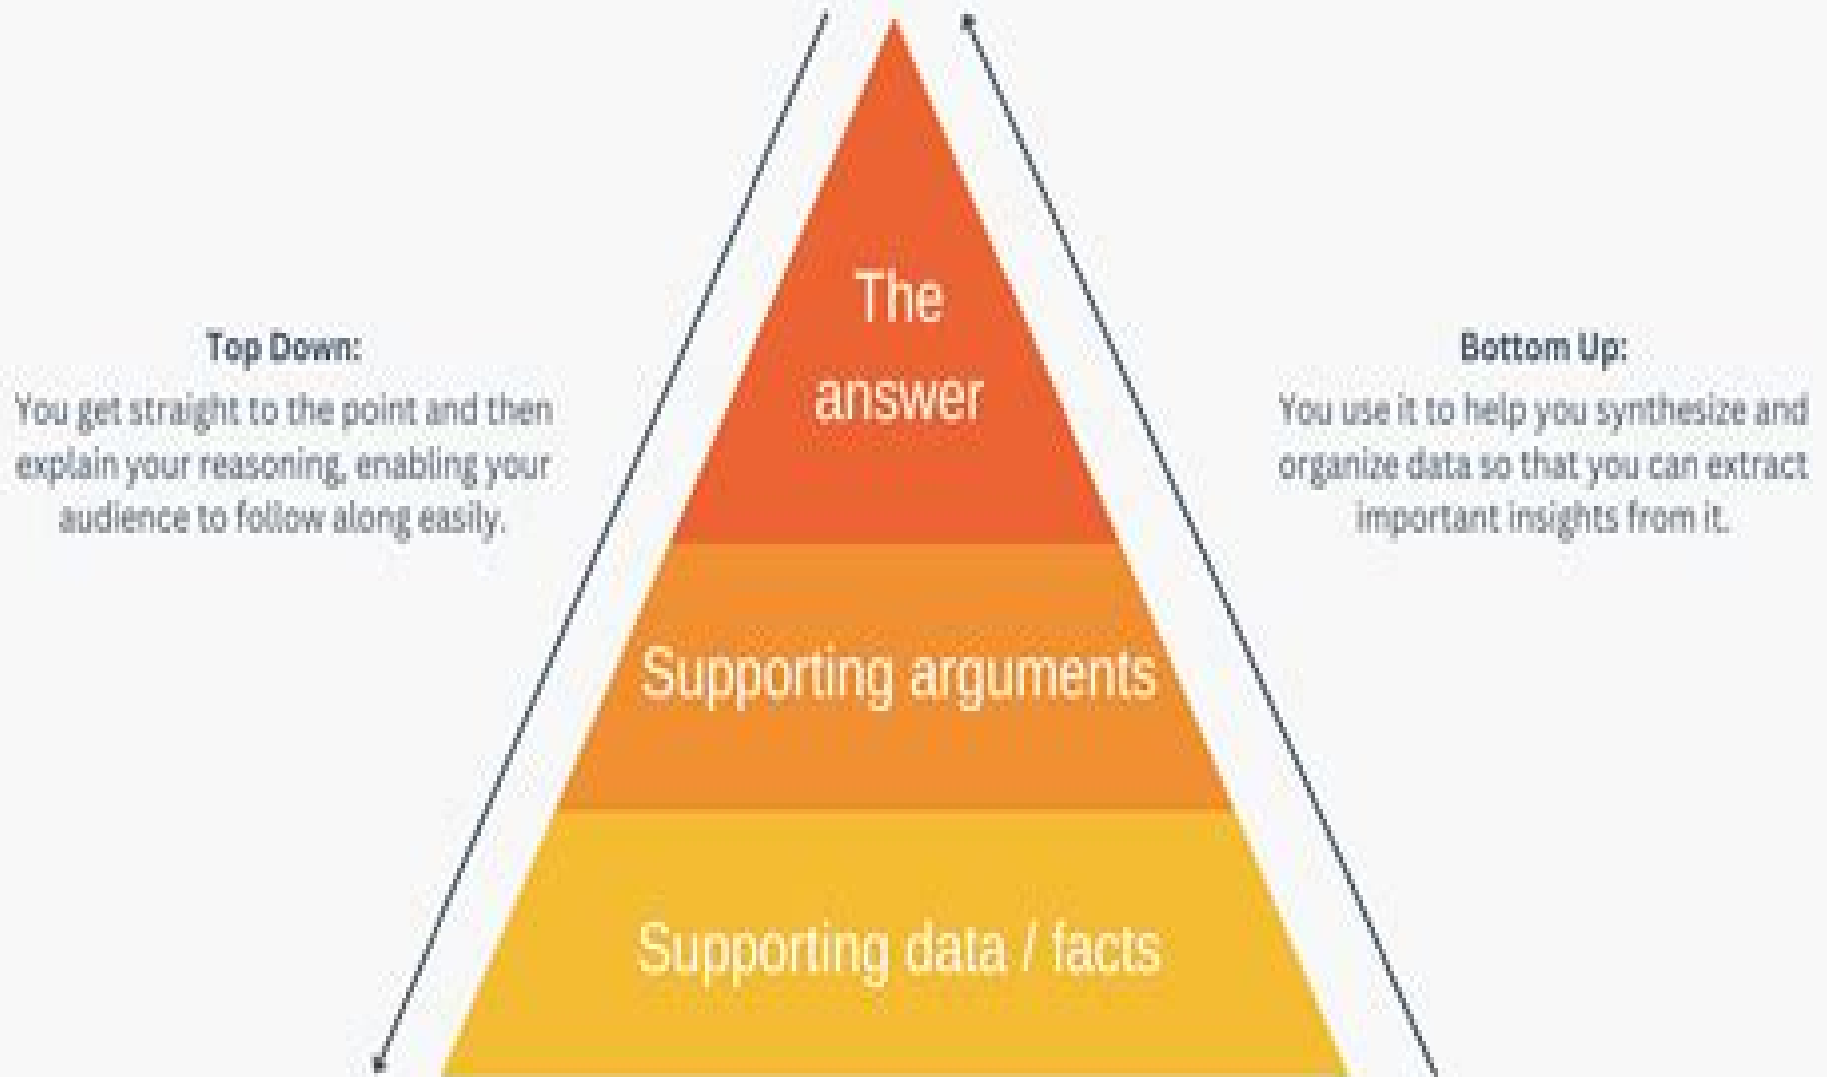 The
answer
Top Down:
You get straight to the point and then
explain your reasoning, enabling your
audience to follow along easily.
Bottom Up:
You use it to help you synthesize and
organize data so that you can extract
important insights from it.
Supporting arguments
Supporting data / facts